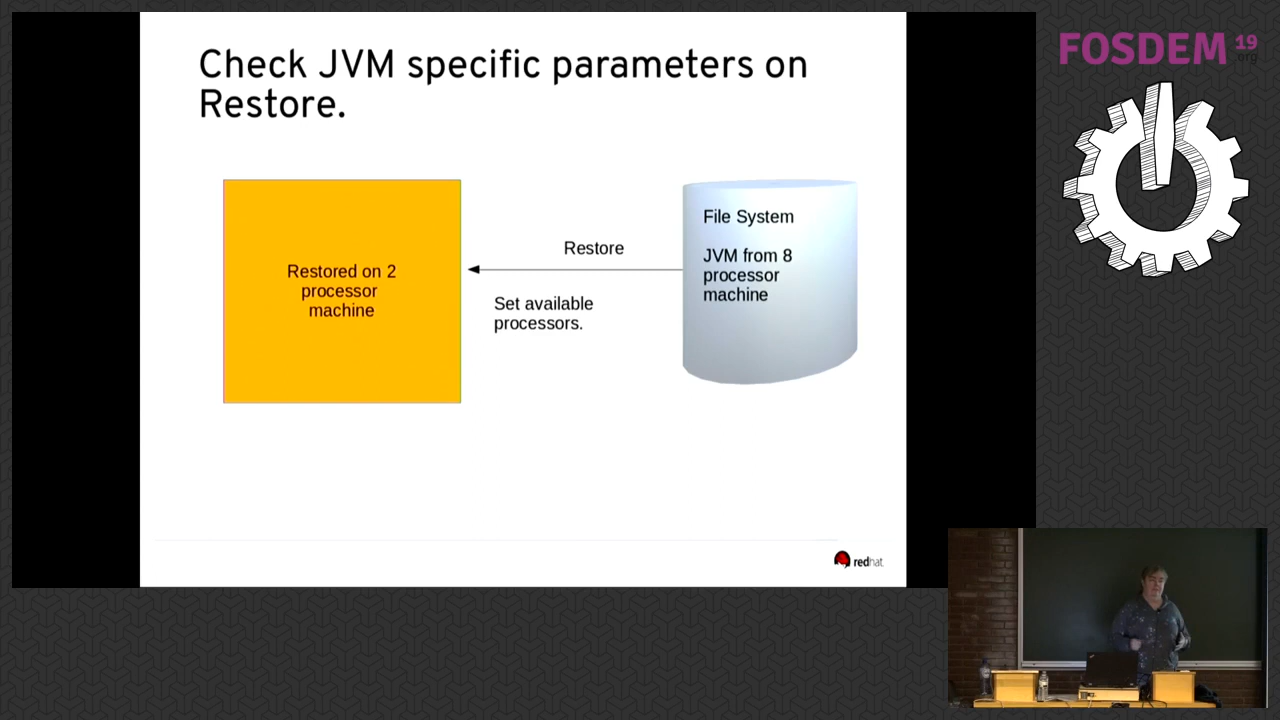 Check JVM specific parameters on
Restore.
Restored on 2
processor
machine
Restore
Set available
processors.
File System
JVM from 8
processor
machine
redhat
FOSDEM 19
.org